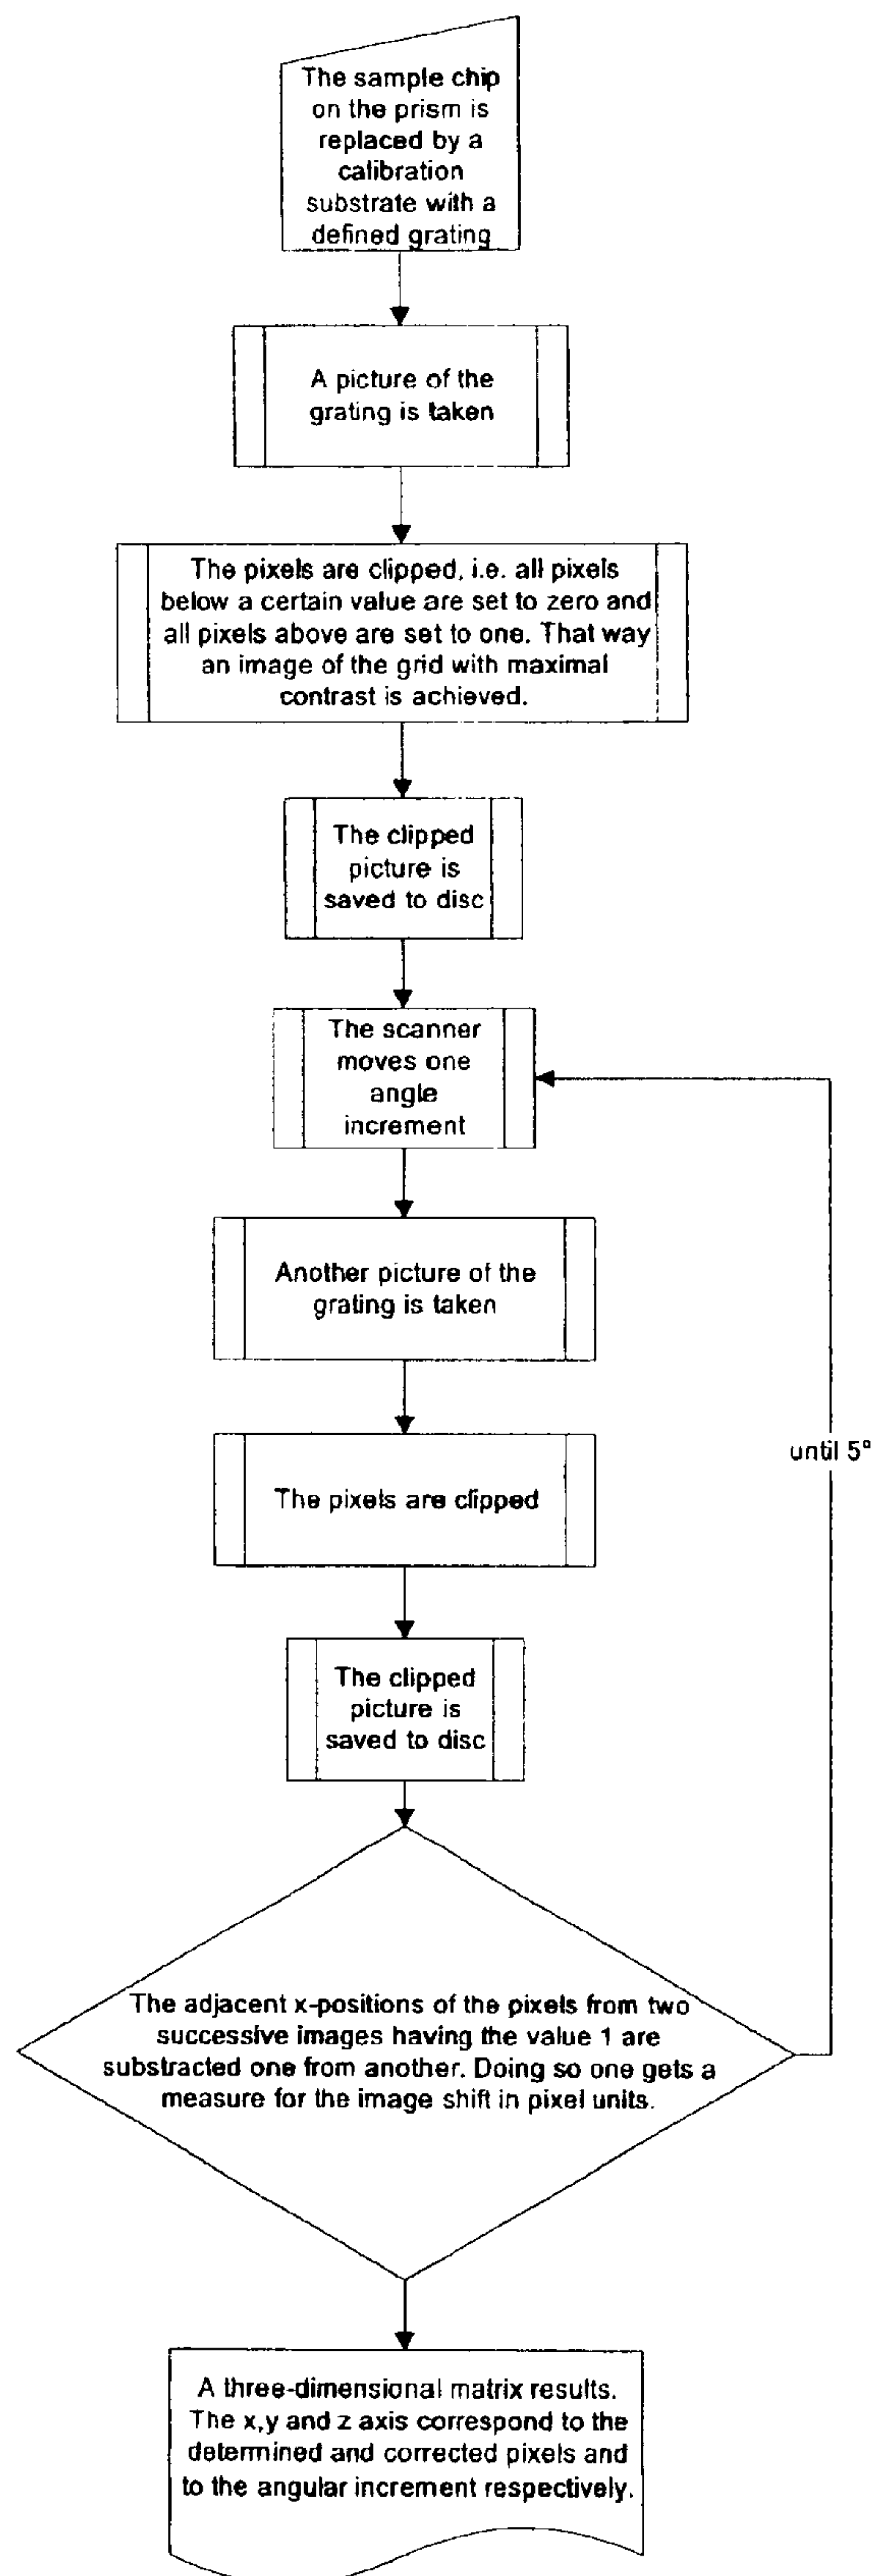 The sample chip
on the prism is
replaced by a
calibration
substrate with a
defined grating
A picture of the
grating is taken
The pixels are clipped, i.e. all pixels
below a certain value are set to zero and
all pixels above are set to one. That way
an image of the grid with maximal
contrast is achieved.
The clipped
picture is
saved to disc
The scanner
moves one
angle
increment
Another picture of the
grating is taken
until 5°
The pixels are clipped
The clipped
picture is
saved to disc
The adjacent x-positions of the pixels from two
successive images having the value 1 are
substracted one from another. Doing so one gets a
measure for the image shift in pixel units.
A three-dimensional matrix results.
The x,y and z axis correspond to the
determined and corrected pixels and
to the angular increment respectively.